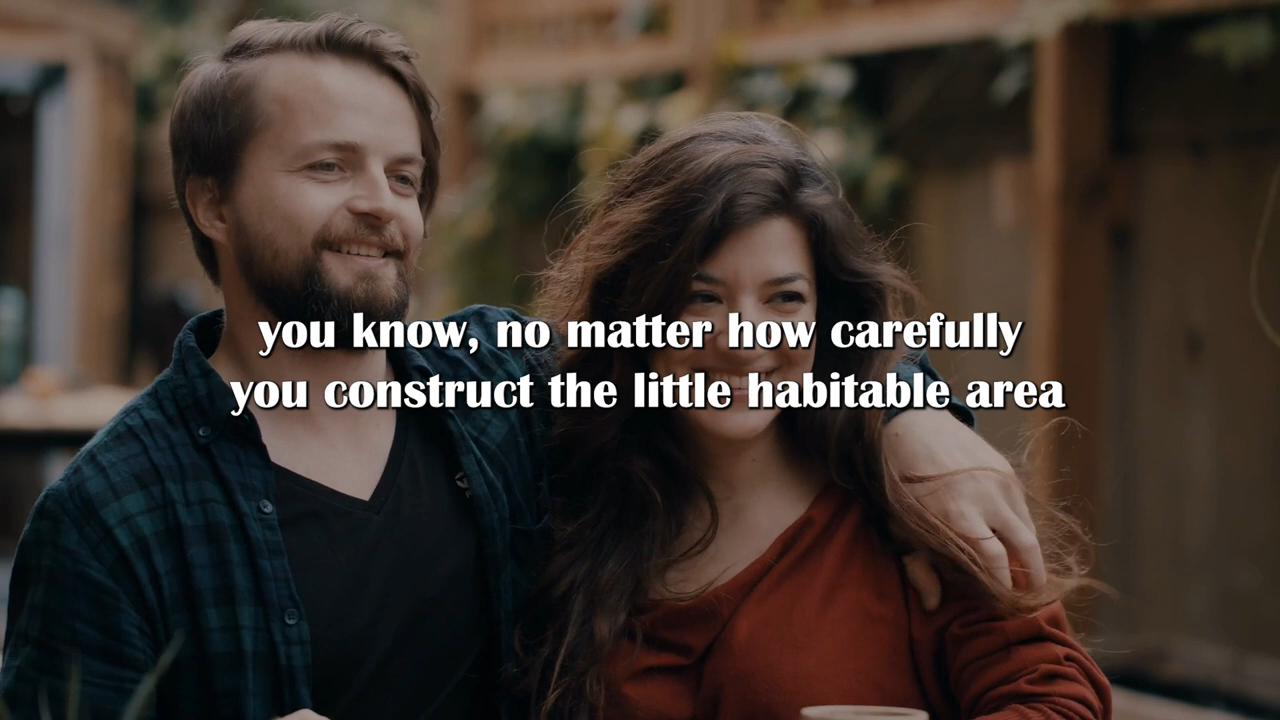 you know, no matter how carefully
you construct the little habitable area